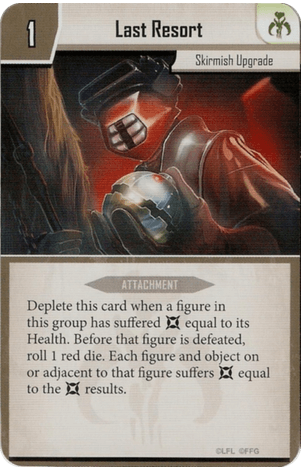 1
Last Resort
Skirmish Upgrade
ATTACHMENT
Deplete this card when a figure in
this group has suffered equal to its
Health. Before that figure is defeated,
roll 1 red die. Each figure and object on
or adjacent to that figure suffers equal
to the results.
©LFL ©FFG